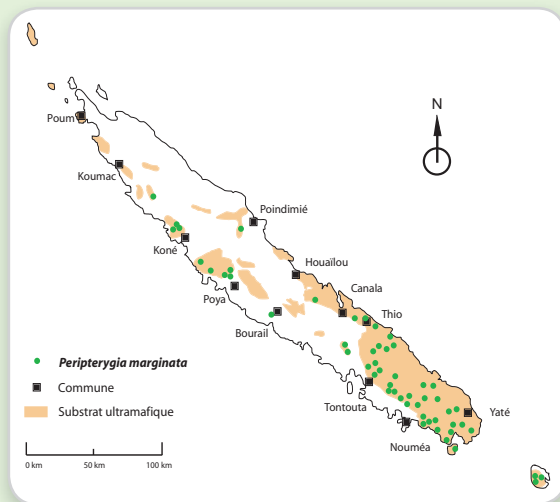 N
Poum
Koumac
Poindimié
Koné
Houaïlou
Canala
Poya
Thio
Bourail
Peripterygia marginata
Commune
Substrat ultramafique
Tontouta
Yaté
Nouméa
0 km 50 km 100 km